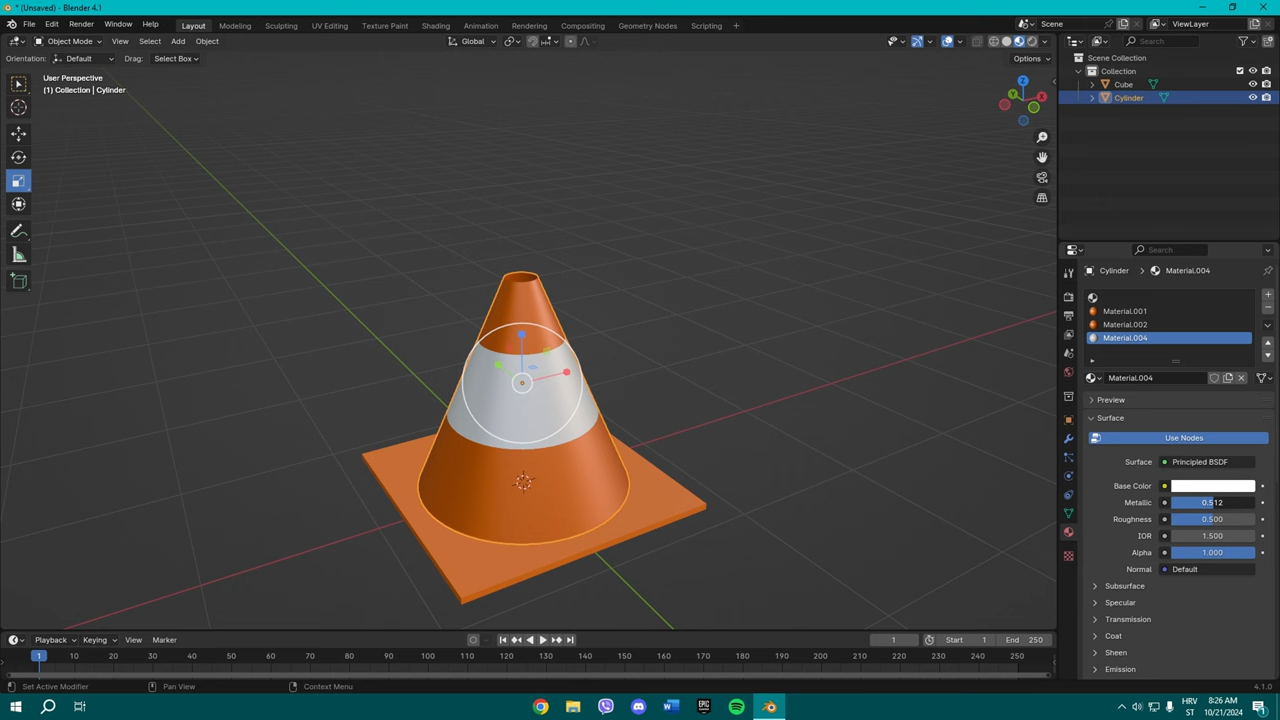 * (Unsaved) - Blender 4.1
File Edit Render Window Help Layout Modeling Sculpting UV Editing Texture Paint Shading Animation Rendering Compositing Geometry Nodes Scripting + Scene ViewLayer
Object Mode View Select Add Object Global Search
Orientation: Default Drag: Select Box Options
Scene Collection
Collection
Cube
Cylinder
User Perspective
(1) Collection | Cylinder
Z
Y
X
Search
Cylinder > Material.004
Material.001
Material.002
Material.004
Material.004
Preview
Surface
Use Nodes
Surface Principled BSDF
Base Color
Metallic 0.512
Roughness 0.500
IOR 1.500
Alpha 1.000
Normal Default
Subsurface
Specular
Transmission
Coat
Sheen
Emission
Playback Keying View Marker 1 Start 1 End 250
1 10 20 30 40 50 60 70 80 90 100 110 120 130 140 150 160 170 180 190 200 210 220 230 240 250
Set Active Modifier Pan View Context Menu 4.1.0
EPIC
HRV
ST
8:26 AM
10/21/2024
1